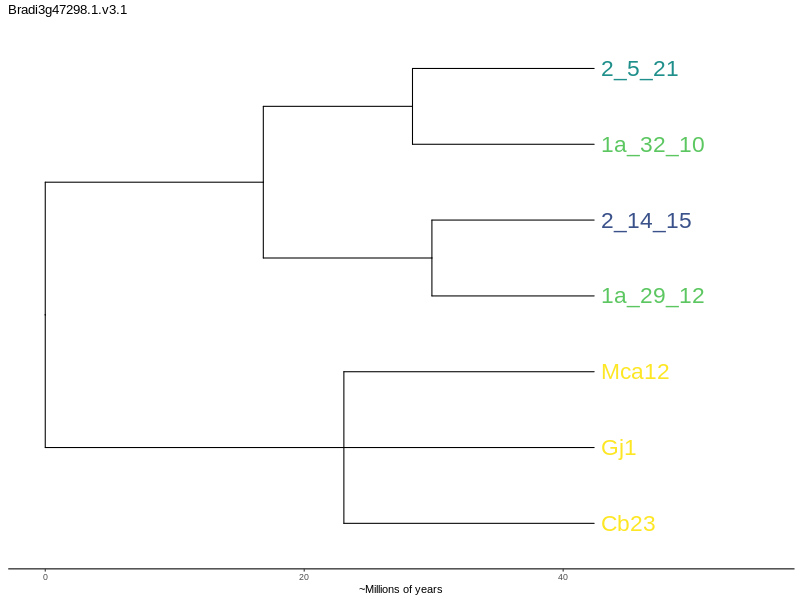 Bradi3g47298.1.v3.1
2_5_21
1a_32_10
2_14_15
1a_29_12
Mca12
Gj1
Cb23
0 20 40
~Millions of years